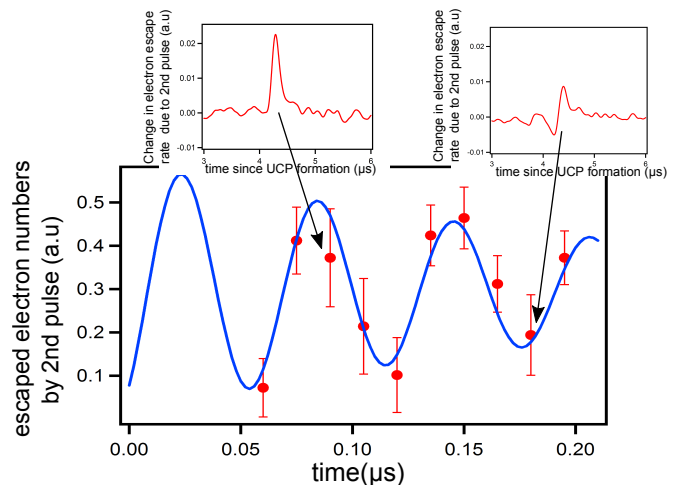 Change in electron escape
rate due to 2nd pulse (a.u)
0.02
0.01
0.00
-0.01
3
4
5
6
time since UCP formation (µs)
Change in electron escape
rate due to 2nd pulse (a.u)
0.02
0.01
0.00
-0.01
3
4
5
6
time since UCP formation (µs)
escaped electron numbers
by 2nd pulse (a.u)
0.5
0.4
0.3
0.2
0.1
0.00
0.05
0.10
0.15
0.20
time(µs)